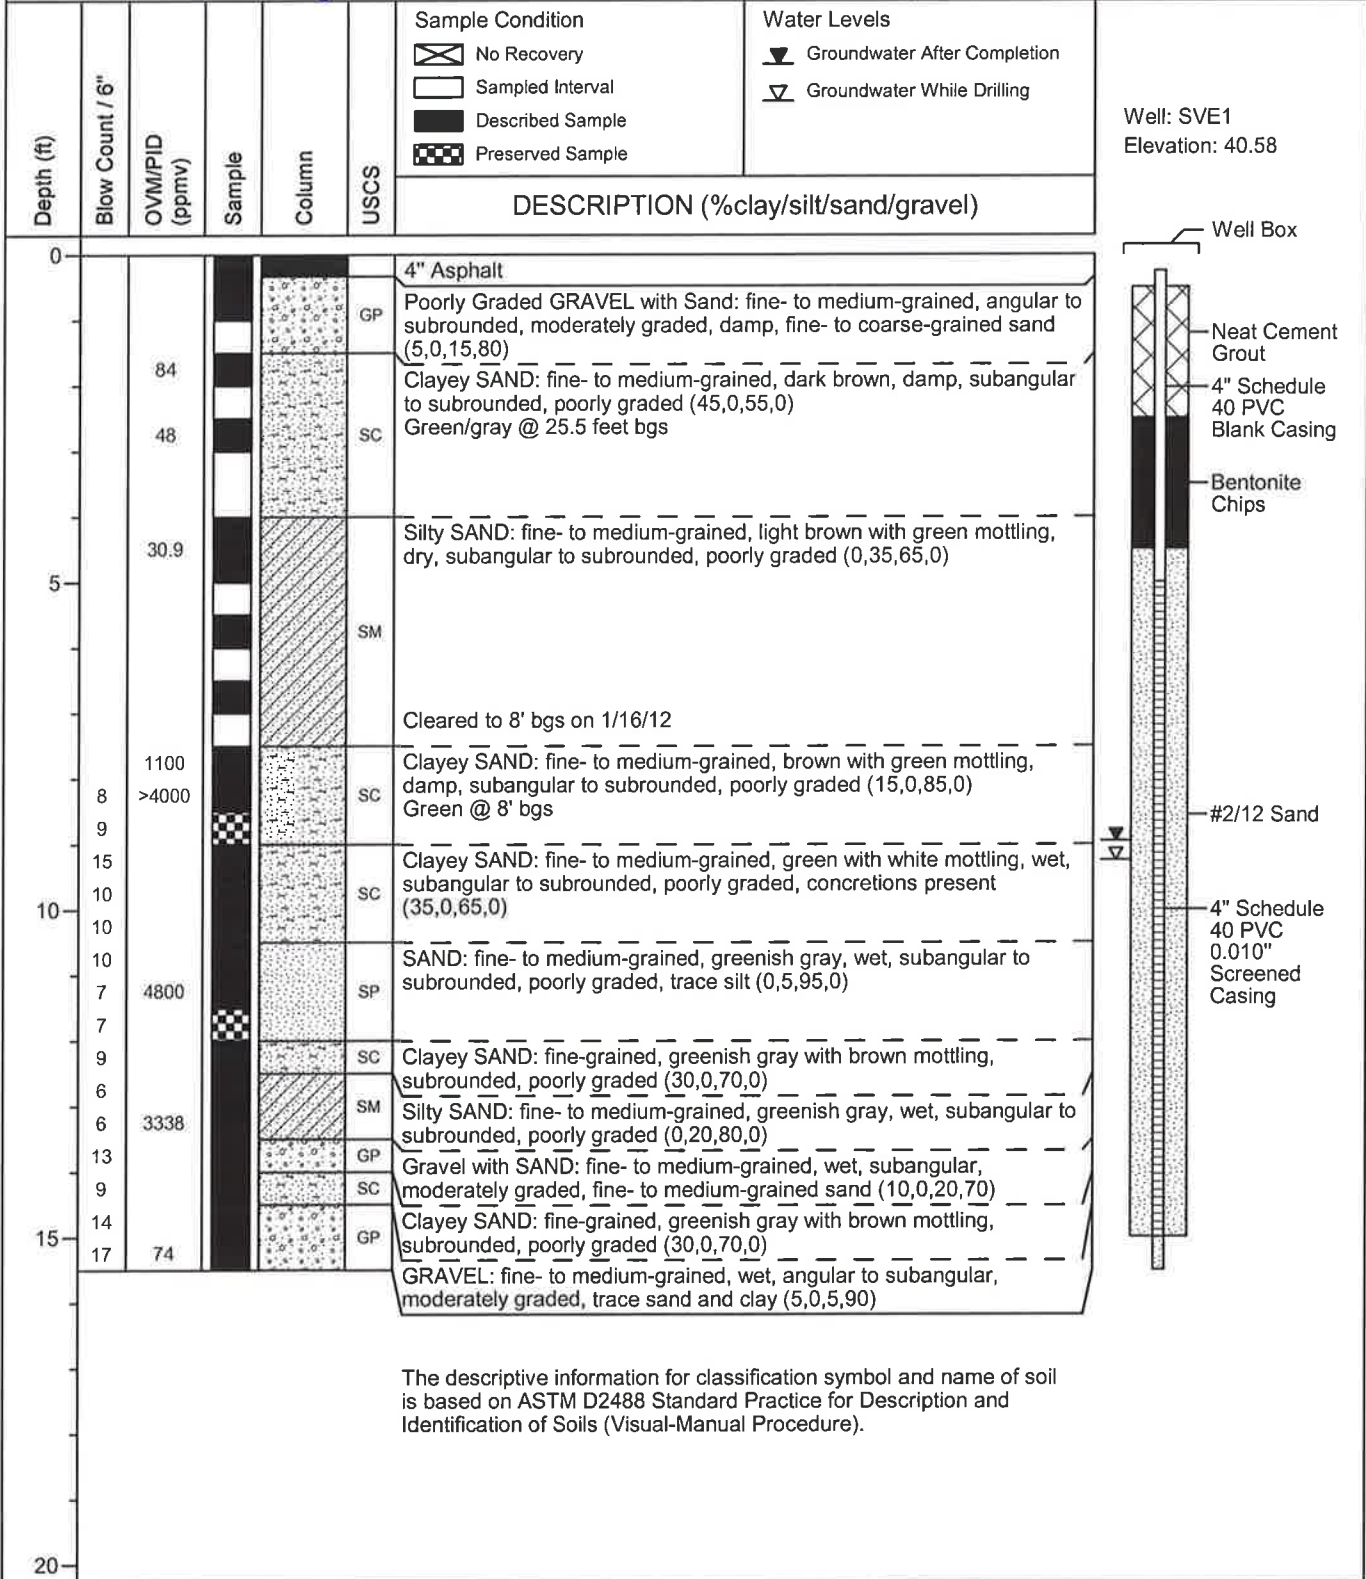 Sample Condition
No Recovery
Sampled Interval
Described Sample
Preserved Sample
Water Levels
Groundwater After Completion
Groundwater While Drilling
Well: SVE1
Elevation: 40.58
Depth (ft)
Blow Count / 6"
OVM/PID
(ppmv)
Sample
Column
USCS
DESCRIPTION (%clay/silt/sand/gravel)
Well Box
0
4" Asphalt
GP
Poorly Graded GRAVEL with Sand: fine- to medium-grained, angular to
subrounded, moderately graded, damp, fine- to coarse-grained sand
(5,0,15,80)
Neat Cement
Grout
84
48
SC
Clayey SAND: fine- to medium-grained, dark brown, damp, subangular
to subrounded, poorly graded (45,0,55,0)
Green/gray @ 25.5 feet bgs
4" Schedule
40 PVC
Blank Casing
Bentonite
Chips
30.9
5
SM
Silty SAND: fine- to medium-grained, light brown with green mottling,
dry, subangular to subrounded, poorly graded (0,35,65,0)
Cleared to 8' bgs on 1/16/12
1100
8
>4000
9
SC
Clayey SAND: fine- to medium-grained, brown with green mottling,
damp, subangular to subrounded, poorly graded (15,0,85,0)
Green @ 8' bgs
#2/12 Sand
15
10
10
10
SC
Clayey SAND: fine- to medium-grained, green with white mottling, wet,
subangular to subrounded, poorly graded, concretions present
(35,0,65,0)
4" Schedule
40 PVC
0.010"
Screened
Casing
10
7
4800
7
SP
SAND: fine- to medium-grained, greenish gray, wet, subangular to
subrounded, poorly graded, trace silt (0,5,95,0)
9
SC
Clayey SAND: fine-grained, greenish gray with brown mottling,
subrounded, poorly graded (30,0,70,0)
6
6
3338
SM
Silty SAND: fine- to medium-grained, greenish gray, wet, subangular to
subrounded, poorly graded (0,20,80,0)
13
GP
Gravel with SAND: fine- to medium-grained, wet, subangular,
moderately graded, fine- to medium-grained sand (10,0,20,70)
9
SC
Clayey SAND: fine-grained, greenish gray with brown mottling,
subrounded, poorly graded (30,0,70,0)
14
15
17
74
GP
GRAVEL: fine- to medium-grained, wet, angular to subangular,
moderately graded, trace sand and clay (5,0,5,90)
The descriptive information for classification symbol and name of soil
is based on ASTM D2488 Standard Practice for Description and
Identification of Soils (Visual-Manual Procedure).
20